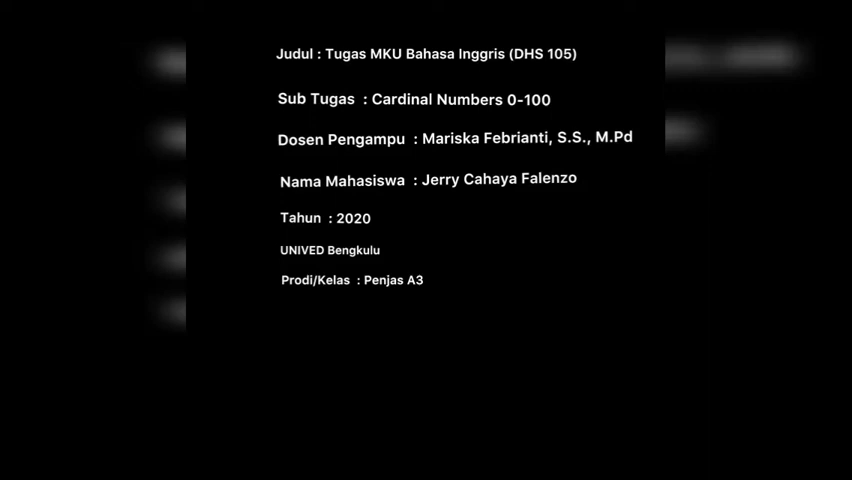 Judul : Tugas MKU Bahasa Inggris (DHS 105)
Sub Tugas : Cardinal Numbers 0-100
Dosen Pengampu : Mariska Febrianti, S.S., M.Pd
Nama Mahasiswa : Jerry Cahaya Falenzo
Tahun : 2020
UNIVED Bengkulu
Prodi/Kelas : Penjas A3